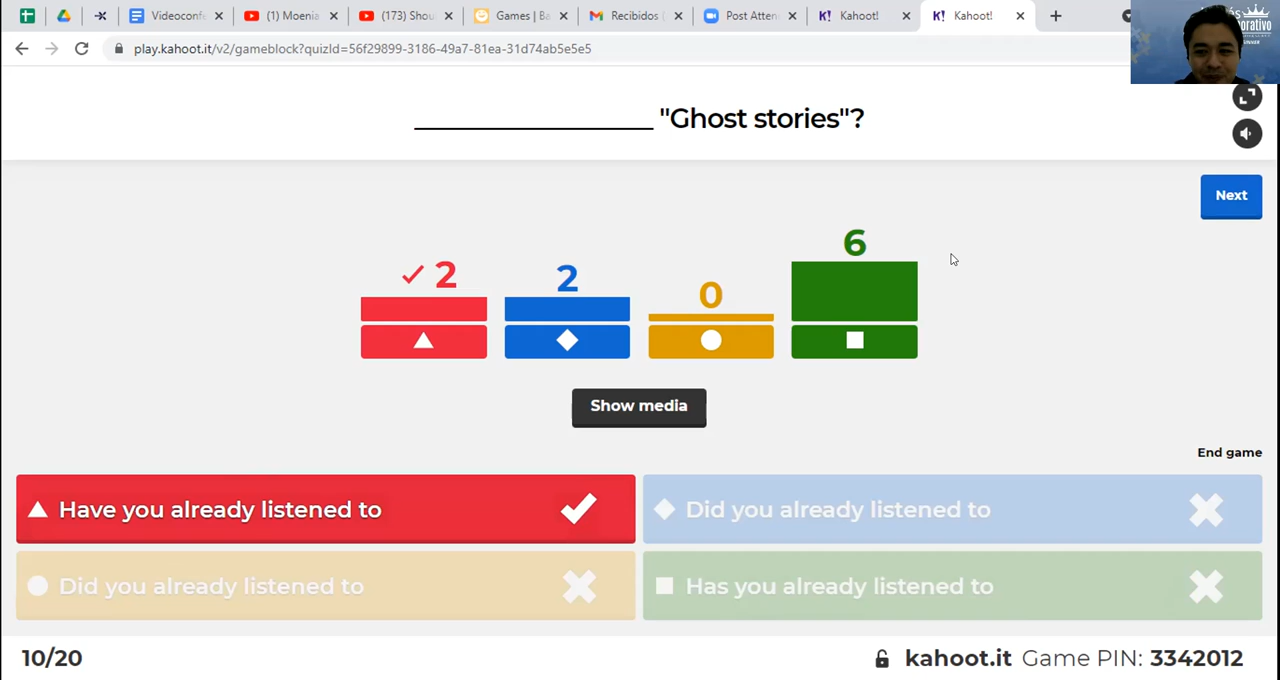 Videoconfe
(1) Moenia
(173) Shou
Games | Ba
Recibidos (
Post Atten
Kahoot!
Kahoot!
play.kahoot.it/v2/gameblock?quizId=56f29899-3186-49a7-81ea-31d74ab5e5e5
_________________ "Ghost stories"?
Next
2
2
0
6
Show media
End game
Have you already listened to
Did you already listened to
Did you already listened to
Has you already listened to
10/20
kahoot.it Game PIN: 3342012